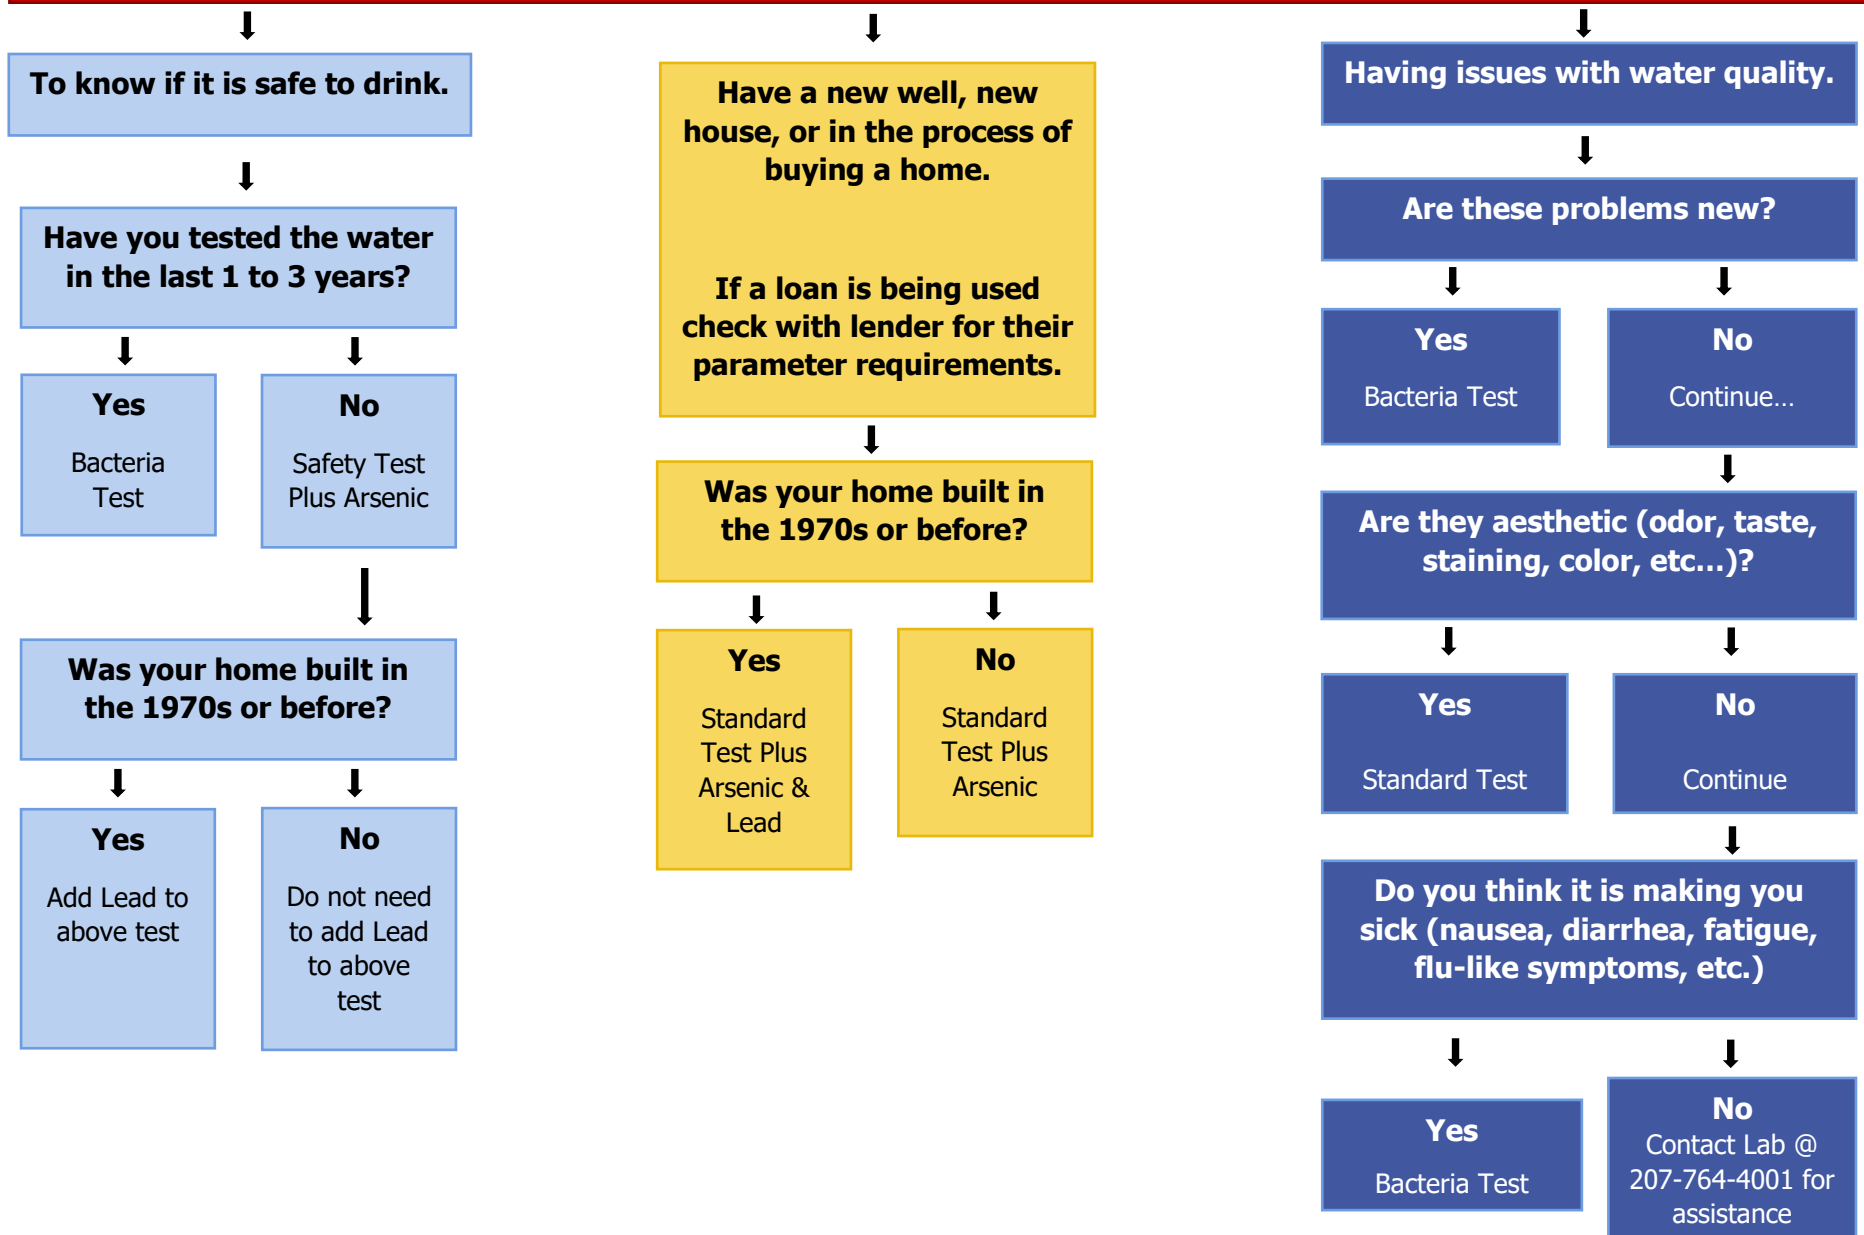 To know if it is safe to drink.
Have you tested the water
in the last 1 to 3 years?
Yes
Bacteria
Test
No
Safety Test
Plus Arsenic
Was your home built in
the 1970s or before?
Yes
Add Lead to
above test
No
Do not need
to add Lead
to above
test
Have a new well, new
house, or in the process of
buying a home.
If a loan is being used
check with lender for their
parameter requirements.
Was your home built in
the 1970s or before?
Yes
Standard
Test Plus
Arsenic &
Lead
No
Standard
Test Plus
Arsenic
Having issues with water quality.
Are these problems new?
Yes
Bacteria Test
No
Continue…
Are they aesthetic (odor, taste,
staining, color, etc…)?
Yes
Standard Test
No
Continue
Do you think it is making you
sick (nausea, diarrhea, fatigue,
flu-like symptoms, etc.)
Yes
Bacteria Test
No
Contact Lab @
207-764-4001 for
assistance